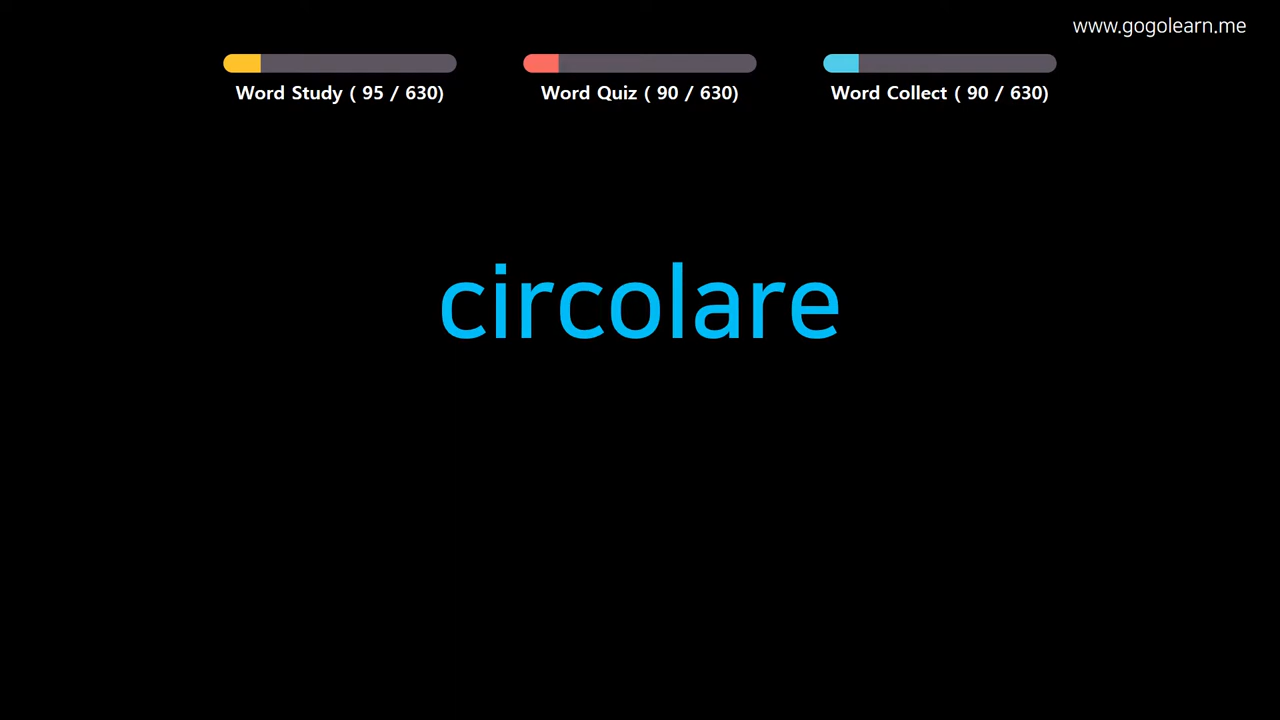 www.gogolearn.me
Word Study ( 95 / 630)
Word Quiz ( 90 / 630)
Word Collect ( 90 / 630)
circolare